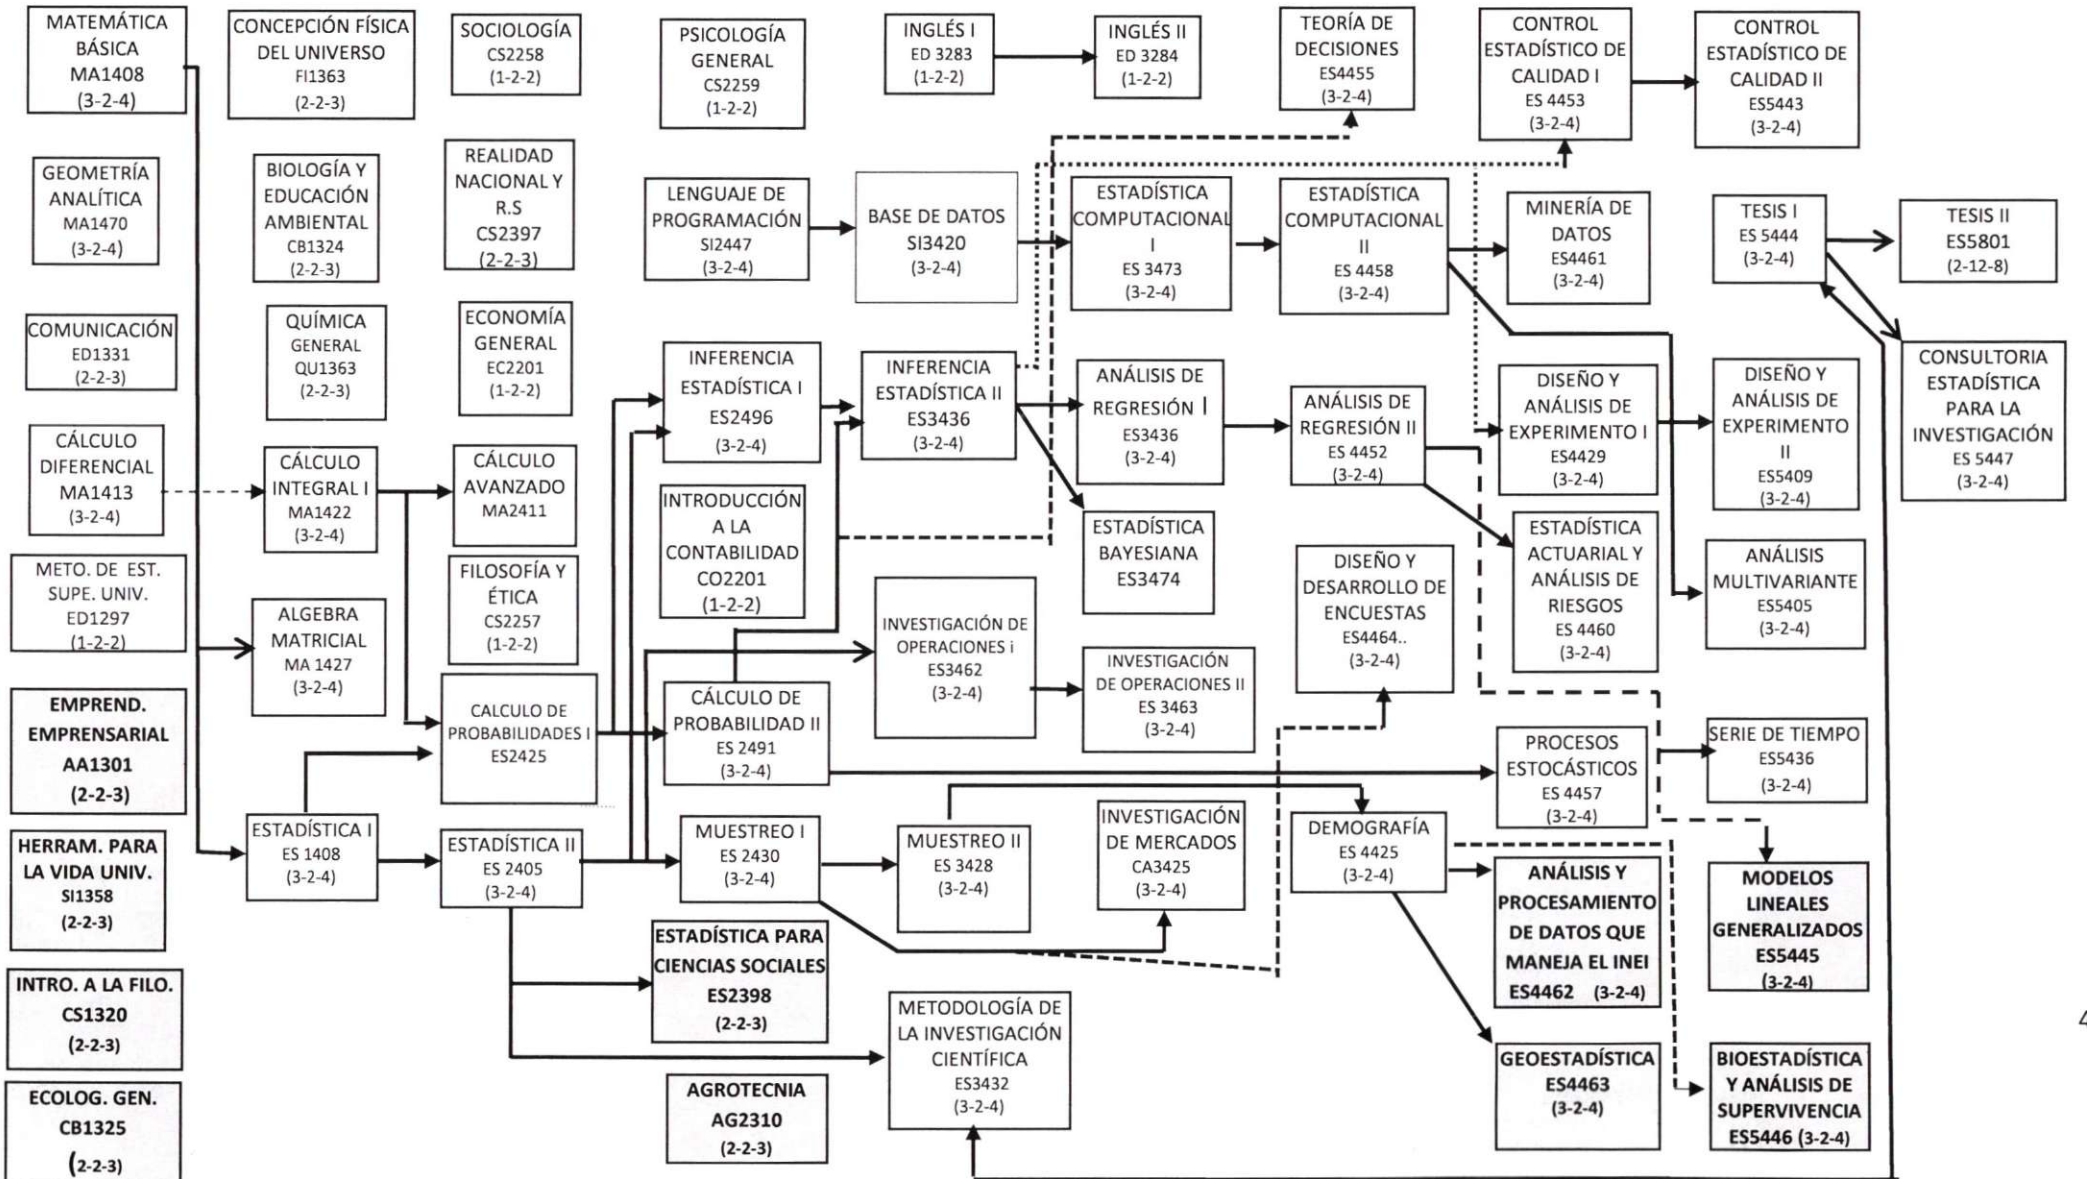 MATEMÁTICA
BÁSICA
MA1408
(3-2-4)
CONCEPCIÓN FÍSICA
DEL UNIVERSO
FI1363
(2-2-3)
SOCIOLOGÍA
CS2258
(1-2-2)
PSICOLOGÍA
GENERAL
CS2259
(1-2-2)
INGLÉS I
ED 3283
(1-2-2)
INGLÉS II
ED 3284
(1-2-2)
TEORÍA DE
DECISIONES
ES4455
(3-2-4)
CONTROL
ESTADÍSTICO DE
CALIDAD I
ES 4453
(3-2-4)
CONTROL
ESTADÍSTICO DE
CALIDAD II
ES5443
(3-2-4)
GEOMETRÍA
ANALÍTICA
MA1470
(3-2-4)
BIOLOGÍA Y
EDUCACIÓN
AMBIENTAL
CB1324
(2-2-3)
REALIDAD
NACIONAL Y
R.S
CS2397
(2-2-3)
LENGUAJE DE
PROGRAMACIÓN
SI2447
(3-2-4)
BASE DE DATOS
SI3420
(3-2-4)
ESTADÍSTICA
COMPUTACIONAL
I
ES 3473
(3-2-4)
ESTADÍSTICA
COMPUTACIONAL
II
ES 4458
(3-2-4)
MINERÍA DE
DATOS
ES4461
(3-2-4)
TESIS I
ES 5444
(3-2-4)
TESIS II
ES5801
(2-12-8)
COMUNICACIÓN
ED1331
(2-2-3)
QUÍMICA
GENERAL
QU1363
(2-2-3)
ECONOMÍA
GENERAL
EC2201
(1-2-2)
INFERENCIA
ESTADÍSTICA I
ES2496
(3-2-4)
INFERENCIA
ESTADÍSTICA II
ES3436
(3-2-4)
ANÁLISIS DE
REGRESIÓN I
ES3436
(3-2-4)
ANÁLISIS DE
REGRESIÓN II
ES 4452
(3-2-4)
DISEÑO Y
ANÁLISIS DE
EXPERIMENTO I
ES4429
(3-2-4)
DISEÑO Y
ANÁLISIS DE
EXPERIMENTO
II
ES5409
(3-2-4)
CONSULTORIA
ESTADÍSTICA
PARA LA
INVESTIGACIÓN
ES 5447
(3-2-4)
CÁLCULO
DIFERENCIAL
MA1413
(3-2-4)
CÁLCULO
INTEGRAL I
MA1422
(3-2-4)
CÁLCULO
AVANZADO
MA2411
INTRODUCCIÓN
A LA
CONTABILIDAD
CO2201
(1-2-2)
ESTADÍSTICA
BAYESIANA
ES3474
DISEÑO Y
DESARROLLO DE
ENCUESTAS
ES4464..
(3-2-4)
ESTADÍSTICA
ACTUARIAL Y
ANÁLISIS DE
RIESGOS
ES 4460
(3-2-4)
ANÁLISIS
MULTIVARIANTE
ES5405
(3-2-4)
METO. DE EST.
SUPE. UNIV.
ED1297
(1-2-2)
ALGEBRA
MATRICIAL
MA 1427
(3-2-4)
FILOSOFÍA Y
ÉTICA
CS2257
(1-2-2)
INVESTIGACIÓN DE
OPERACIONES i
ES3462
(3-2-4)
INVESTIGACIÓN
DE OPERACIONES II
ES 3463
(3-2-4)
EMPREND.
EMPRENSARIAL
AA1301
(2-2-3)
CALCULO DE
PROBABILIDADES I
ES2425
CÁLCULO DE
PROBABILIDAD II
ES 2491
(3-2-4)
PROCESOS
ESTOCÁSTICOS
ES 4457
(3-2-4)
SERIE DE TIEMPO
ES5436
(3-2-4)
HERRAM. PARA
LA VIDA UNIV.
SI1358
(2-2-3)
ESTADÍSTICA I
ES 1408
(3-2-4)
ESTADÍSTICA II
ES 2405
(3-2-4)
MUESTREO I
ES 2430
(3-2-4)
MUESTREO II
ES 3428
(3-2-4)
INVESTIGACIÓN
DE MERCADOS
CA3425
(3-2-4)
DEMOGRAFÍA
ES 4425
(3-2-4)
ANÁLISIS Y
PROCESAMIENTO
DE DATOS QUE
MANEJA EL INEI
ES4462 (3-2-4)
MODELOS
LINEALES
GENERALIZADOS
ES5445
(3-2-4)
INTRO. A LA FILO.
CS1320
(2-2-3)
ESTADÍSTICA PARA
CIENCIAS SOCIALES
ES2398
(2-2-3)
METODOLOGÍA DE
LA INVESTIGACIÓN
CIENTÍFICA
ES3432
(3-2-4)
GEOESTADÍSTICA
ES4463
(3-2-4)
BIOESTADÍSTICA
Y ANÁLISIS DE
SUPERVIVENCIA
ES5446 (3-2-4)
ECOLOG. GEN.
CB1325
(2-2-3)
AGROTECNIA
AG2310
(2-2-3)